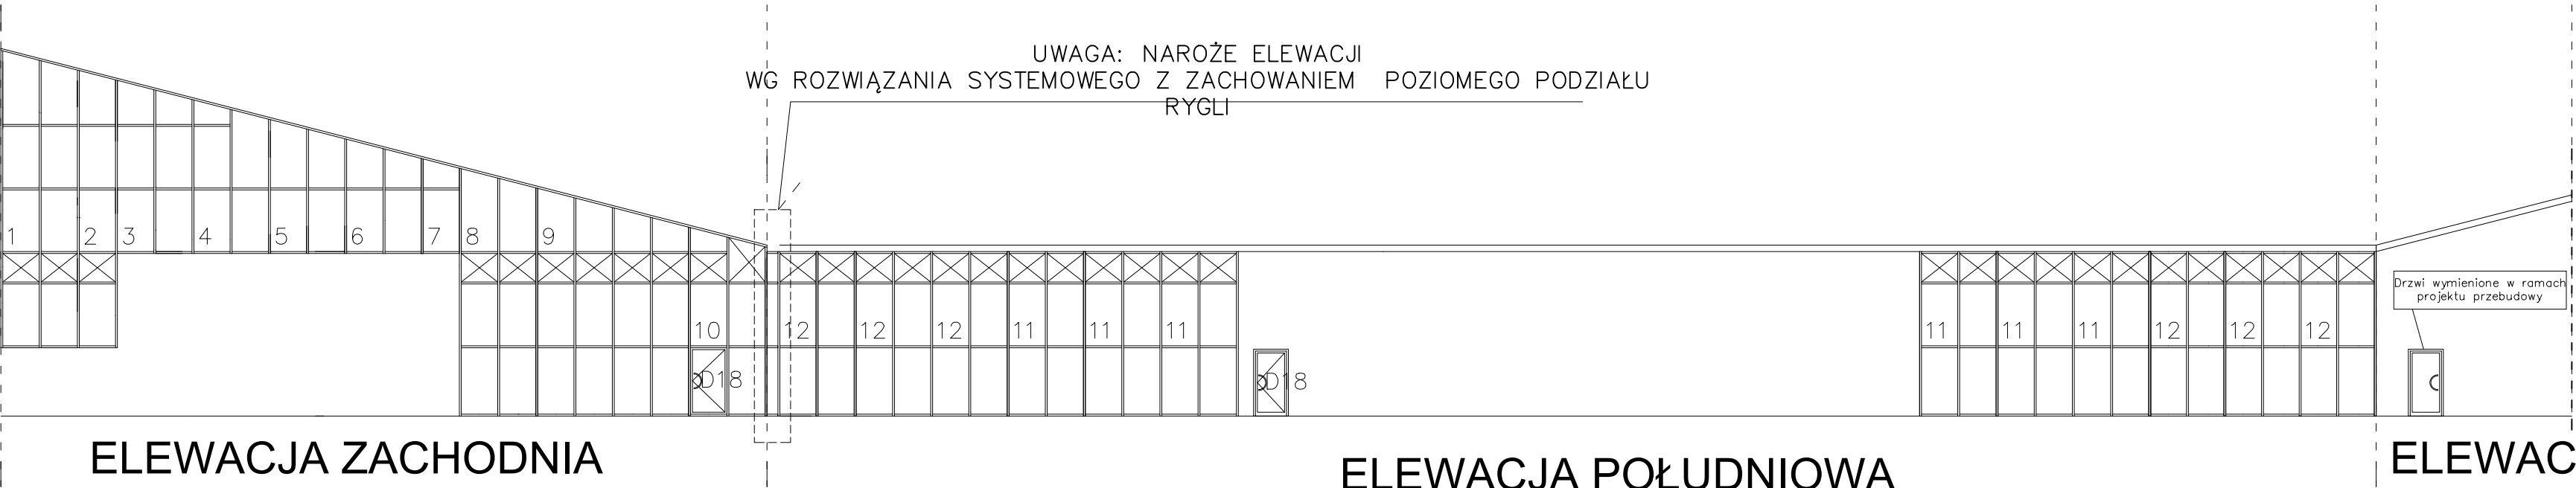 UWAGA: NAROŻE ELEWACJI
WG ROZWIĄZANIA SYSTEMOWEGO Z ZACHOWANIEM POZIOMEGO PODZIAŁU
RYGLI
1 2 3 4 5 6 7 8 9
Drzwi wymienione w ramach
projektu przebudowy
10 12 12 12 11 11 11 11 11 11 12 12 12
D18 D18
ELEWACJA ZACHODNIA
ELEWACJA POŁUDNIOWA
ELEWAC